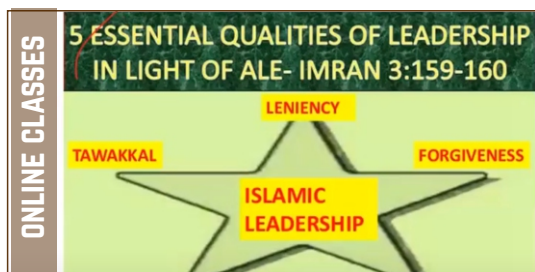 ONLINE CLASSES
5 ESSENTIAL QUALITIES OF LEADERSHIP
IN LIGHT OF ALE- IMRAN 3:159-160
LENIENCY
TAWAKKAL
FORGIVENESS
ISLAMIC
LEADERSHIP